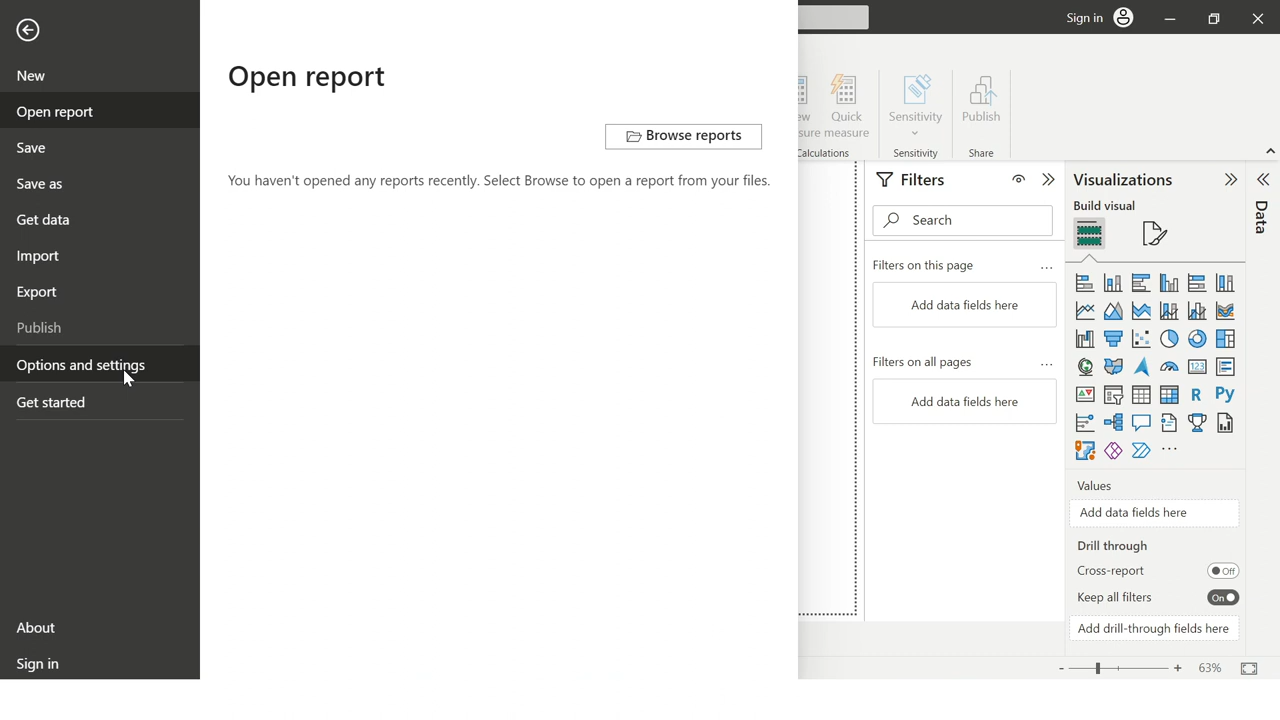 New
Open report
Save
Save as
Get data
Import
Export
Publish
Options and settings
Get started
About
Sign in
Open report
Browse reports
You haven't opened any reports recently. Select Browse to open a report from your files.
Sign in
Quick
measure
Calculations
Sensitivity
Sensitivity
Publish
Share
Filters
Search
Filters on this page
...
Add data fields here
Filters on all pages
...
Add data fields here
Visualizations
Build visual
123
R
Py
...
Values
Add data fields here
Drill through
Cross-report
Off
Keep all filters
On
Add drill-through fields here
Data
- + 63%